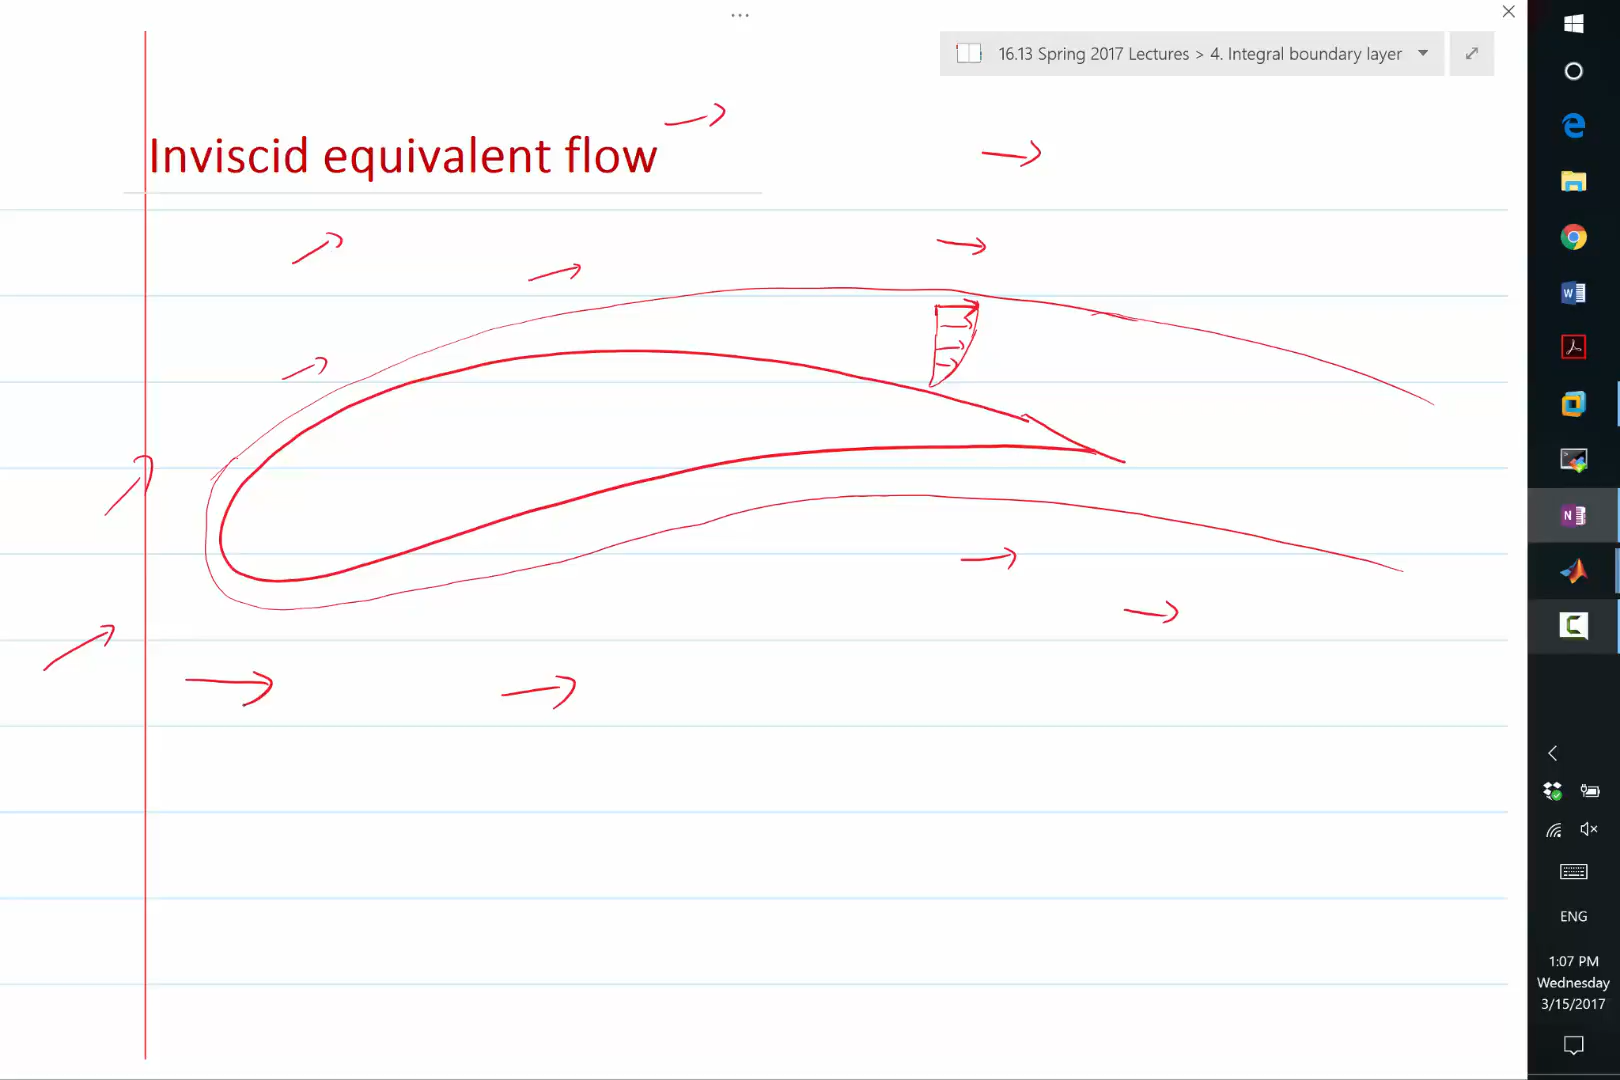 16.13 Spring 2017 Lectures > 4. Integral boundary layer
Inviscid equivalent flow
ENG
1:07 PM
Wednesday
3/15/2017